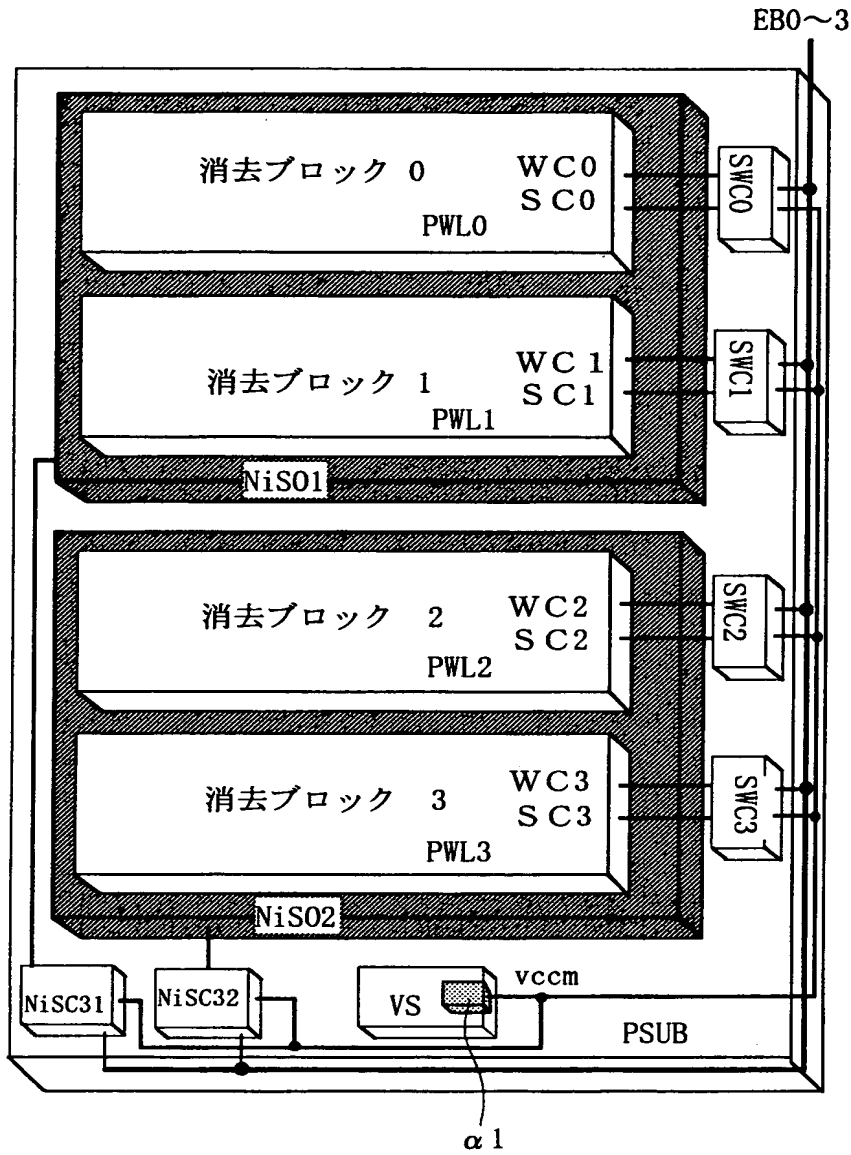 EB0～3
消去ブロック 0
WC0
SC0
PWL0
SWC0
消去ブロック 1
WC1
SC1
PWL1
SWC1
NiSO1
消去ブロック 2
WC2
SC2
PWL2
SWC2
消去ブロック 3
WC3
SC3
PWL3
SWC3
NiSO2
NiSC31
NiSC32
VS
vccm
PSUB
α1